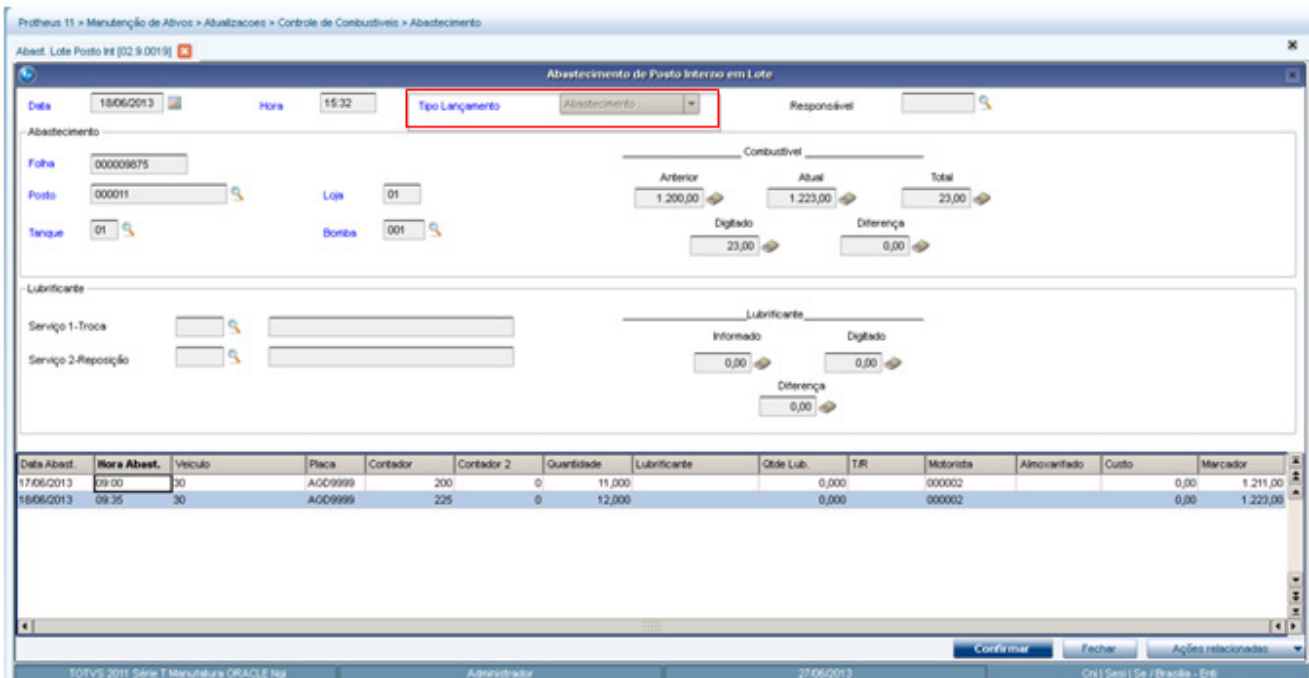 Protheus 11 > Manutenção de Ativos > Atualizacoes > Controle de Combustiveis > Abastecimento
Abast. Lote Posto Int [02.9.0019]
Abastecimento de Posto Interno em Lote
Data 18/06/2013 Hora 15:32 Tipo Lançamento Abastecimento Responsável
Abastecimento
Folha 000009875
Combustivel
Anterior Atual Total
Posto 000011 Loja 01 1.200,00 1.223,00 23,00
Digitado Diferença
Tanque 01 Bomba 001 23,00 0,00
Lubrificante
Serviço 1-Troca
Lubrificante
Informado Digitado
Serviço 2-Reposição 0,00 0,00
Diferença
0,00
Data Abast. Hora Abast. Veiculo Placa Contador Contador 2 Quantidade Lubrificante Qtde Lub. T/R Motorista Almoxarifado Custo Marcador
17/06/2013 09:00 30 AGD9999 200 0 11,000 0,000 000002 0,00 1.211,00
18/06/2013 09:35 30 AGD9999 225 0 12,000 0,000 000002 0,00 1.223,00
Confirmar Fechar Ações relacionadas
TOTVS 2011 Série T Manufatura ORACLE Administrador 27/06/2013 Cni | Sesi | Se / Brasilia - Enti